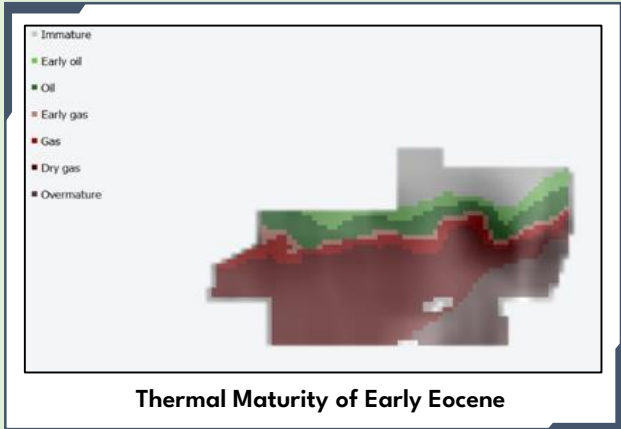 Immature
Early oil
Oil
Early gas
Gas
Dry gas
Overmature
Thermal Maturity of Early Eocene